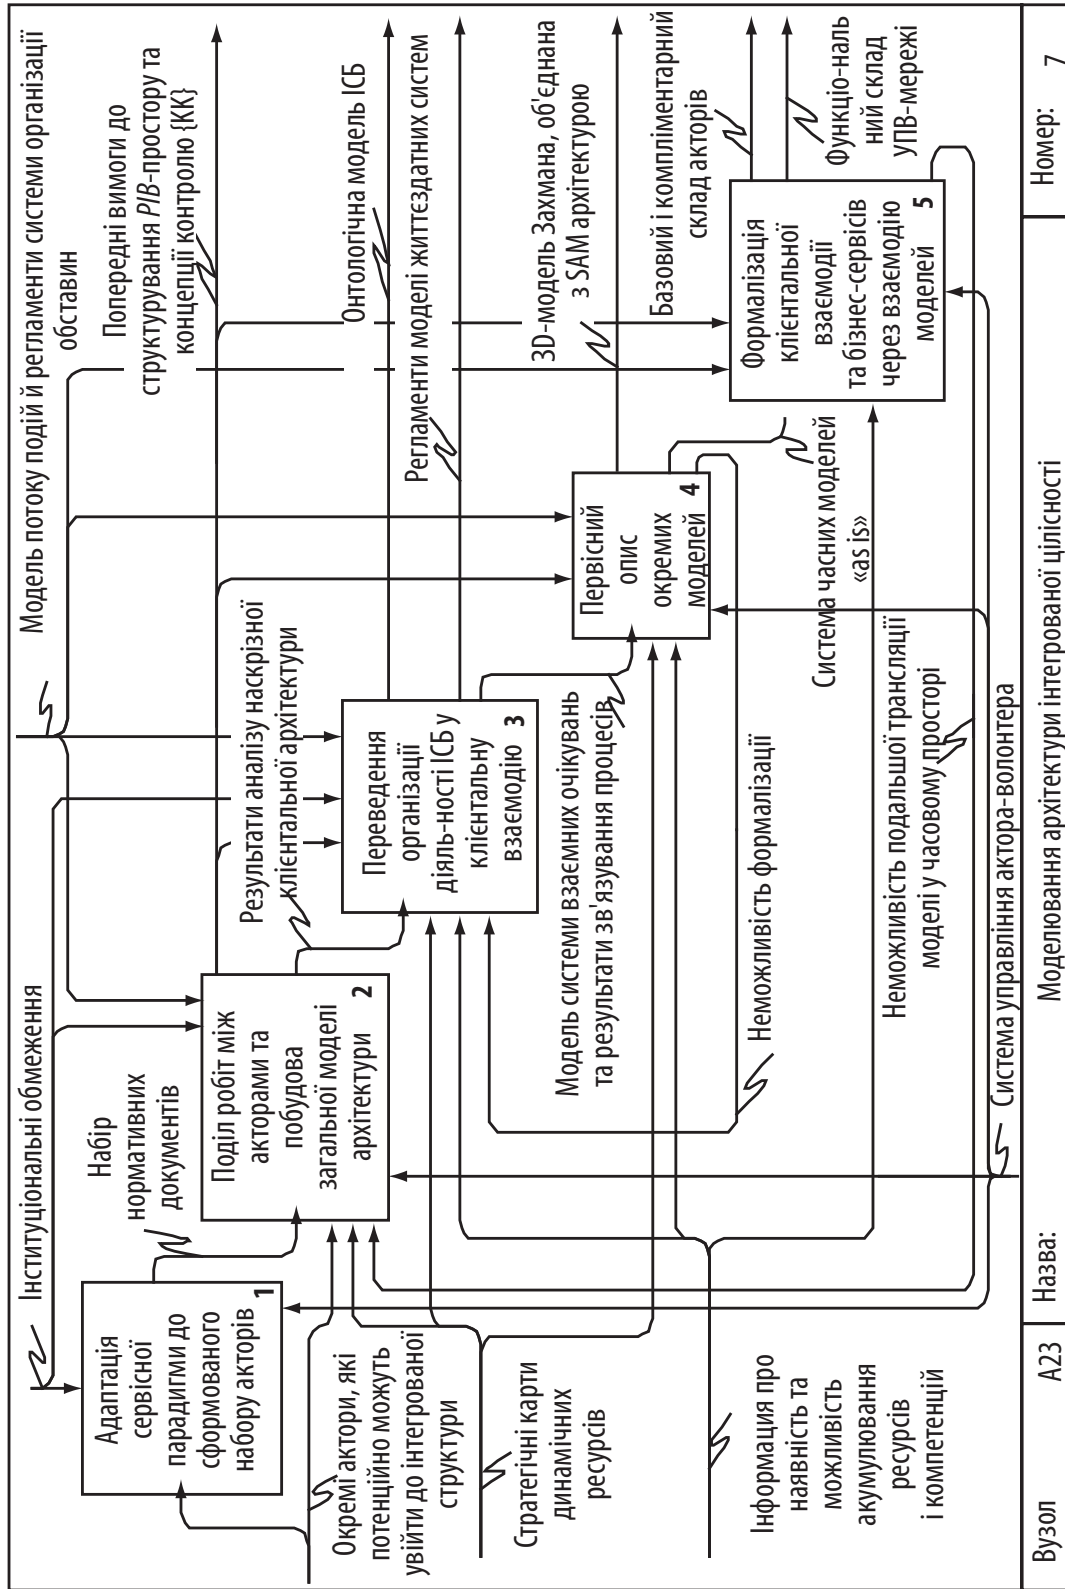 Інституціональні обмеження
Модель потоку подій й регламенти системи організації
обставин
Попередні вимоги до
структурування РІВ-простору та
концепції контролю {КК}
Набір
нормативних
документів
Результати аналізу наскрізної
клієнтальної архітектури
Онтологічна модель ІСБ
Регламенти моделі життєздатних систем
3D-модель Захмана, об'єднана
з SAM архітектурою
Базовий і компліментарний
склад акторів
Функціо-наль
ний склад
УПВ-мережі
Адаптація
сервісної
парадигми до
сформованого
набору акторів
1
Поділ робіт між
акторами та
побудова
загальної моделі
архітектури
2
Переведення
організації
діяль-ності ІСБ у
клієнтальну
взаємодію
3
Первісний
опис
окремих
моделей
4
Формалізація
клієнтальної
взаємодії
та бізнес-сервісів
через взаємодію
моделей
5
Окремі актори, які
потенційно можуть
увійти до інтегрованої
структури
Стратегічні карти
динамічних
ресурсів
Інформация про
наявність та
можливість
акумулювання
ресурсів
і компетенцій
Модель системи взаємних очікувань
та результати зв'язування процесів
Неможливість формалізації
Система часних моделей
«as is»
Неможливість подальшої трансляції
моделі у часовому просторі
Система управління актора-волонтера
Вузол
A23
Назва:
Моделювання архітектури інтегрованої цілісності
Номер:
7